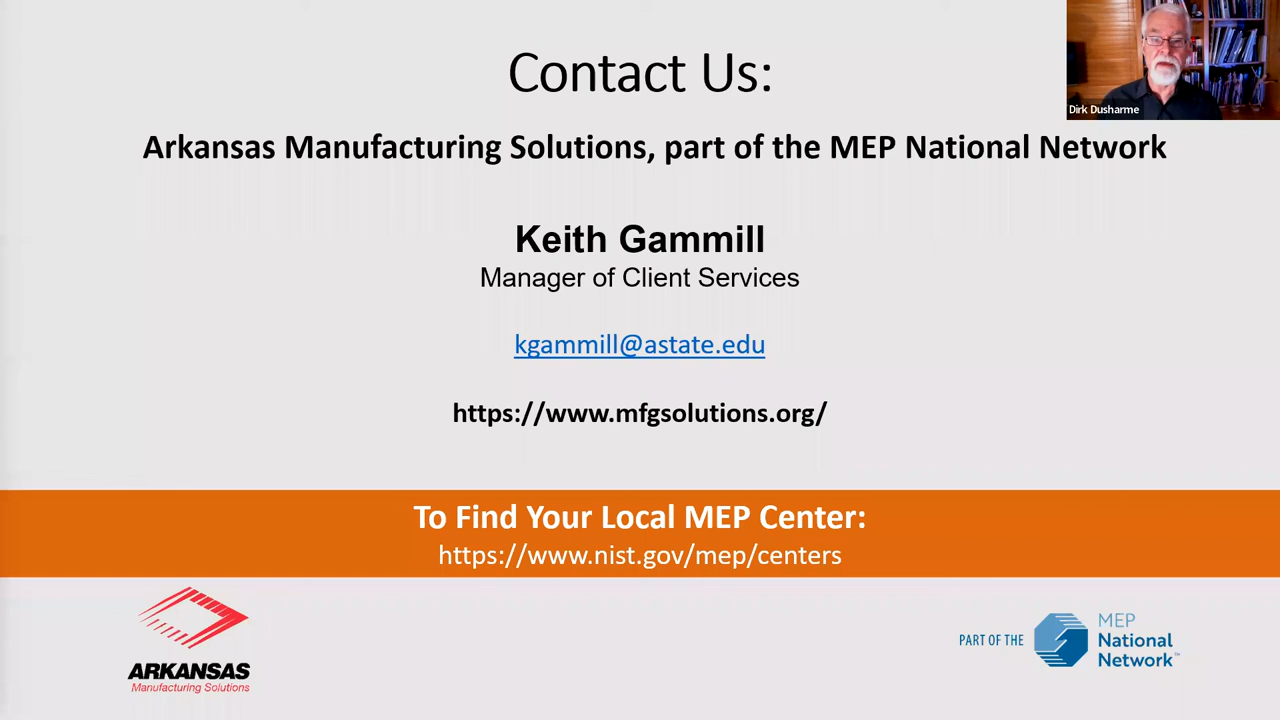 Contact Us:
Dirk Dusharme
Arkansas Manufacturing Solutions, part of the MEP National Network
Keith Gammill
Manager of Client Services
kgammill@astate.edu
https://www.mfgsolutions.org/
To Find Your Local MEP Center:
https://www.nist.gov/mep/centers
ARKANSAS
Manufacturing Solutions
PART OF THE
MEP
National
Network™